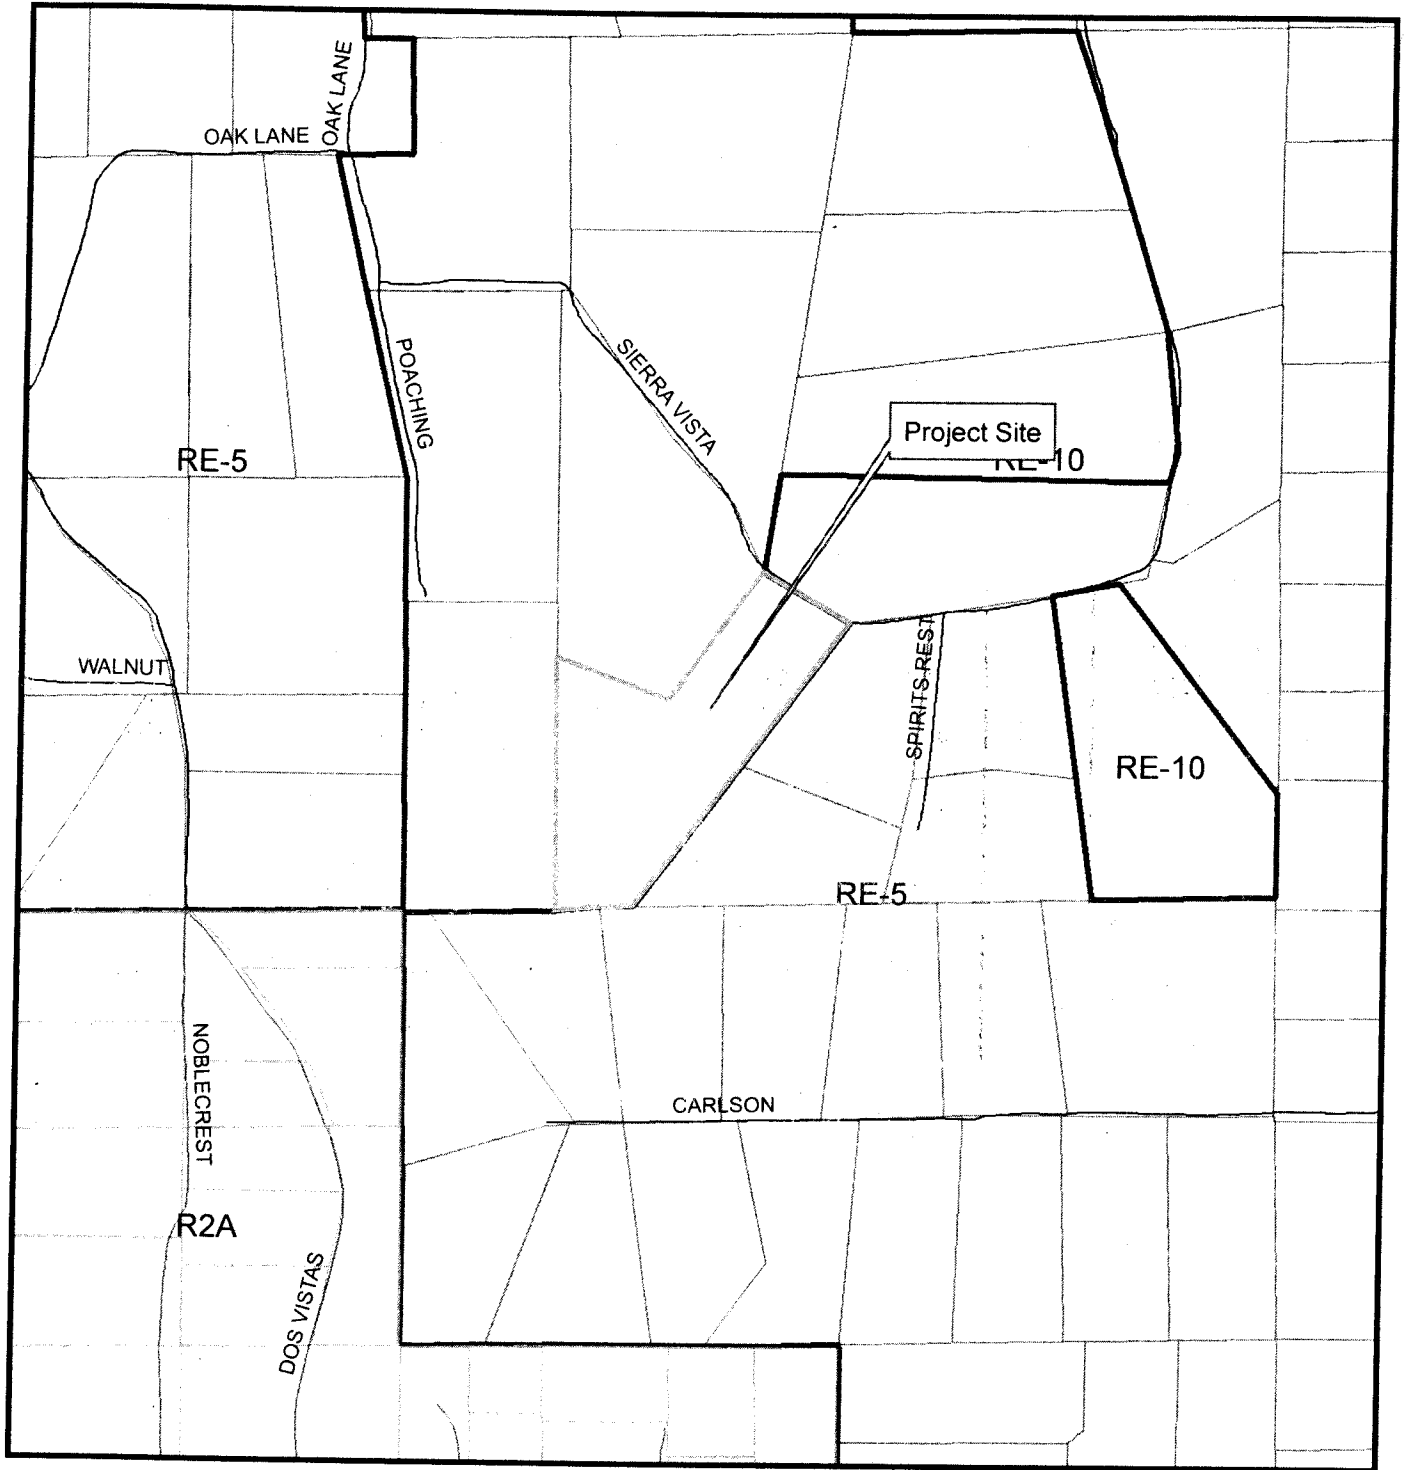 OAK LANE
OAK LANE
POACHING
SIERRA VISTA
Project Site
RE-5
RE-10
WALNUT
SPIRITS REST
RE-10
RE-5
NOBLECREST
CARLSON
R2A
DOS VISTAS